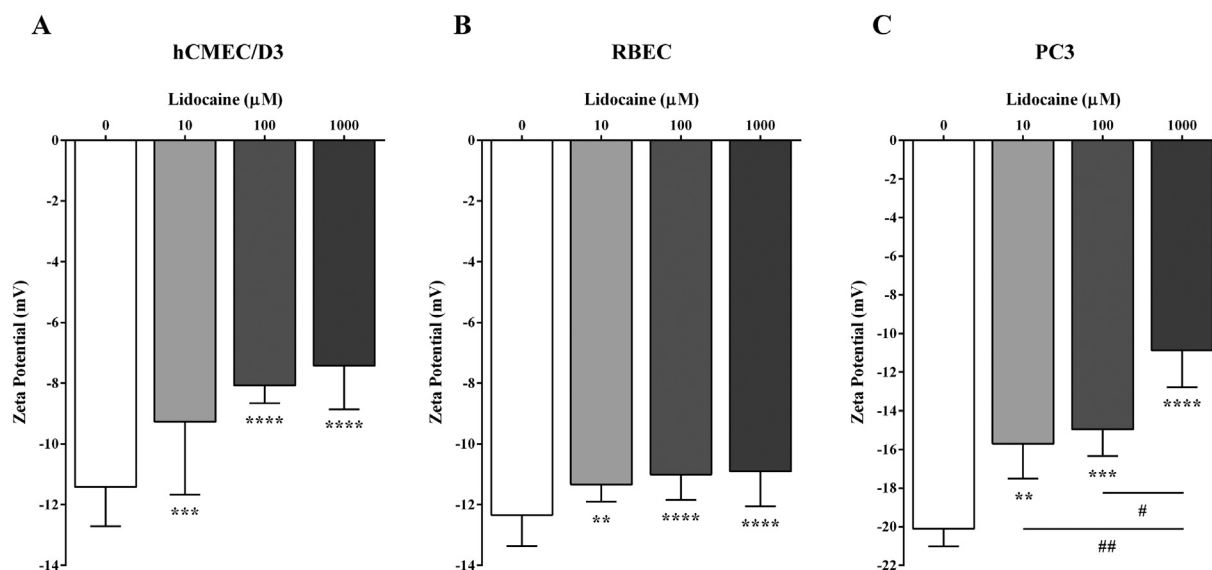 A
hCMEC/D3
Lidocaine (μM)
0 10 100 1000
0
-2
-4
-6
-8
-10
-12
-14
Zeta Potential (mV)
***
****
****
B
RBEC
Lidocaine (μM)
0 10 100 1000
0
-2
-4
-6
-8
-10
-12
-14
Zeta Potential (mV)
**
****
****
C
PC3
Lidocaine (μM)
0 10 100 1000
0
-2
-4
-6
-8
-10
-12
-14
-16
-18
-20
-22
Zeta Potential (mV)
**
***
****
#
##